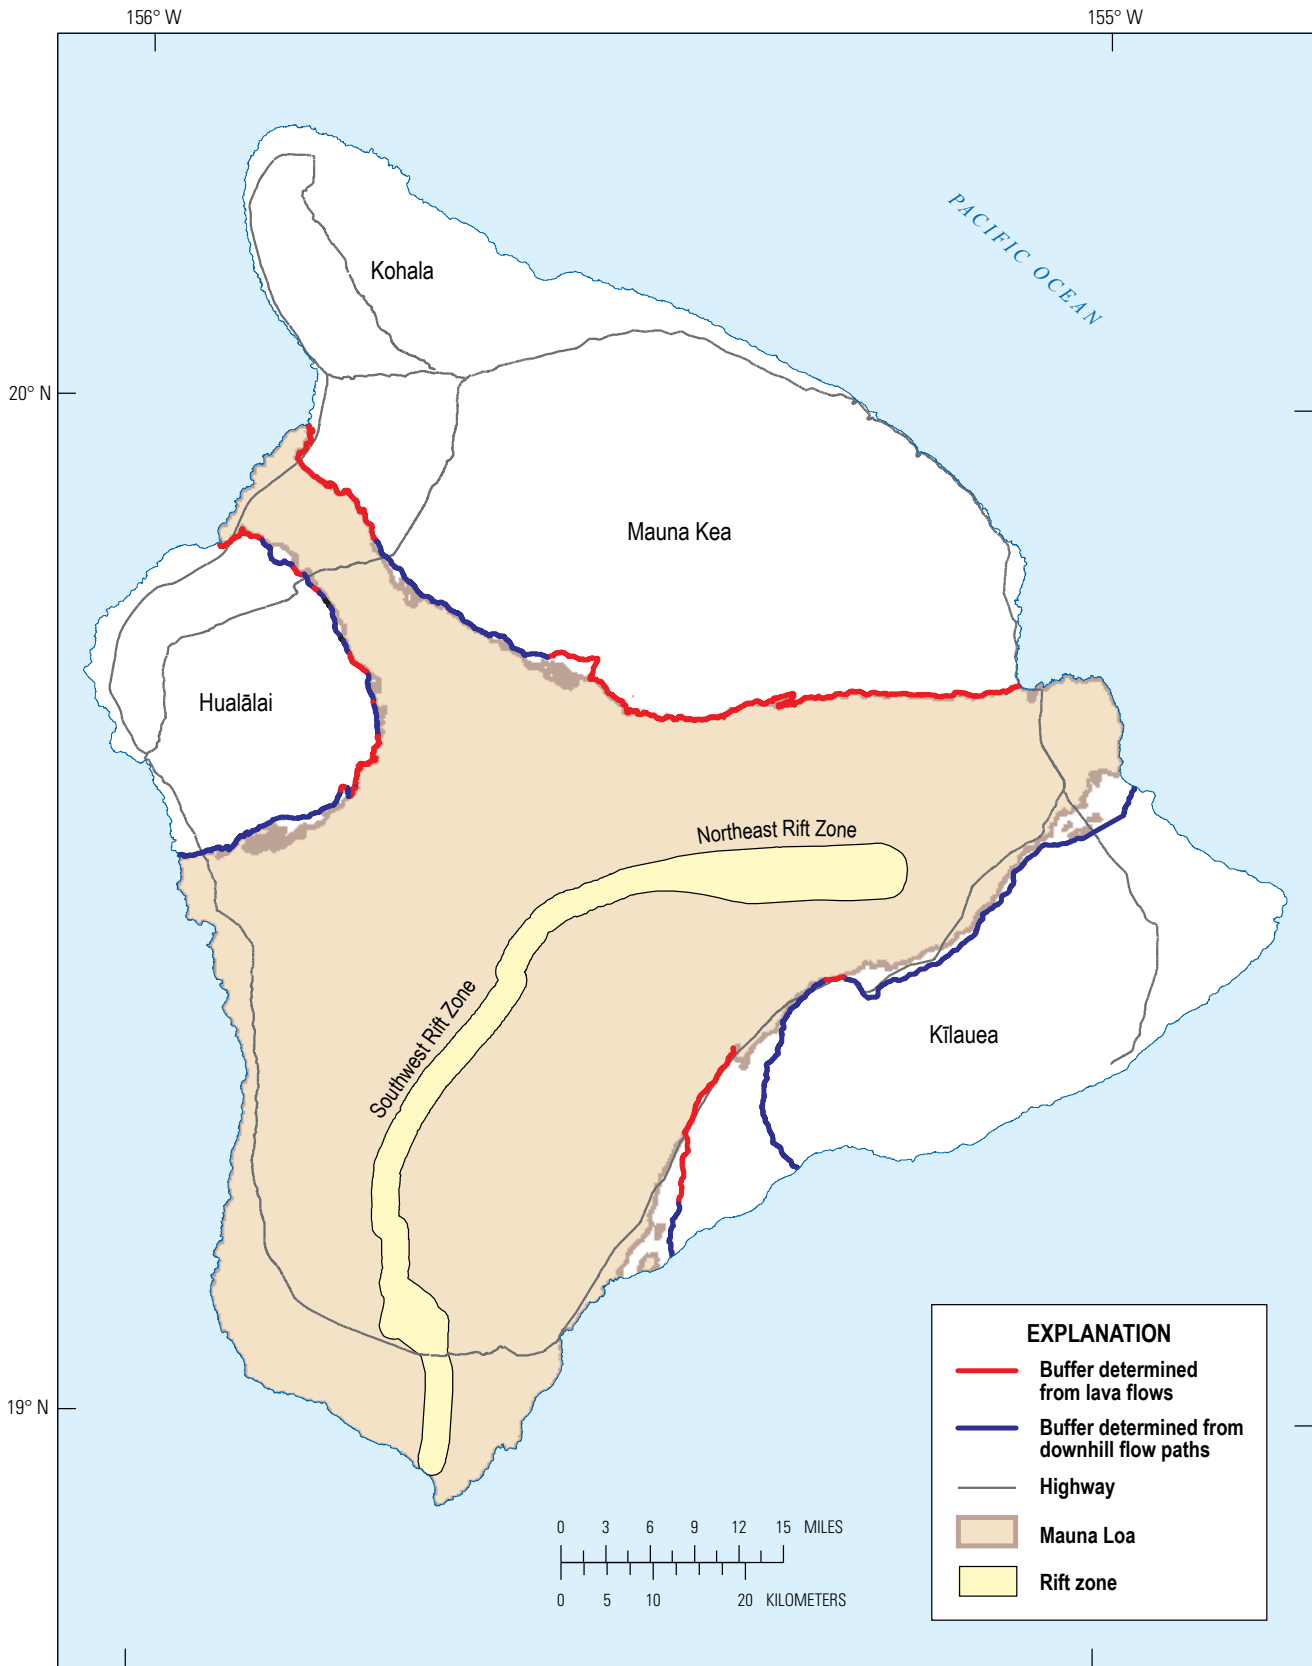 156° W
155° W
PACIFIC OCEAN
Kohala
20° N
Mauna Kea
Hualālai
Northeast Rift Zone
Southwest Rift Zone
Kīlauea
19° N
EXPLANATION
Buffer determined
from lava flows
Buffer determined from
downhill flow paths
Highway
Mauna Loa
Rift zone
0 3 6 9 12 15 MILES
0 5 10 20 KILOMETERS